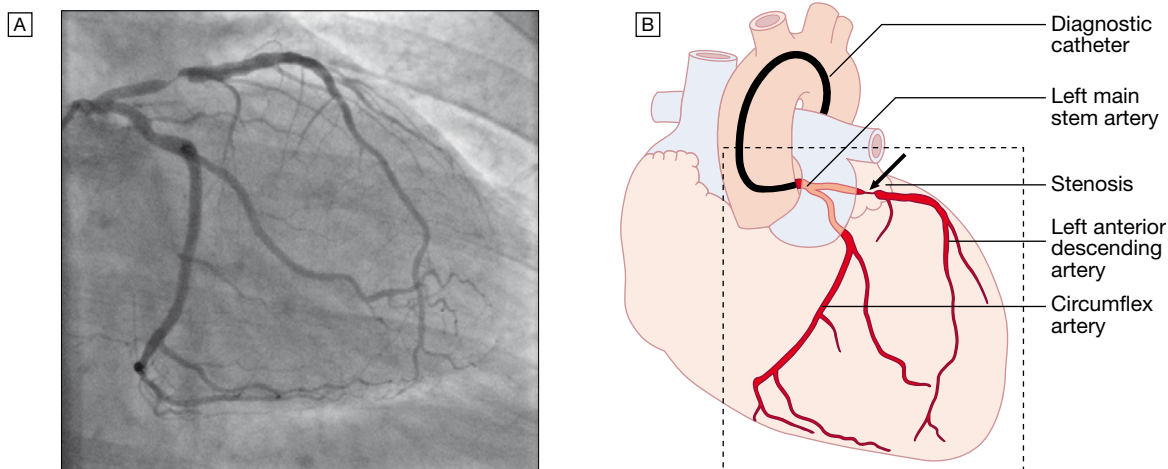 A
B
Diagnostic
catheter
Left main
stem artery
Stenosis
Left anterior
descending
artery
Circumflex
artery